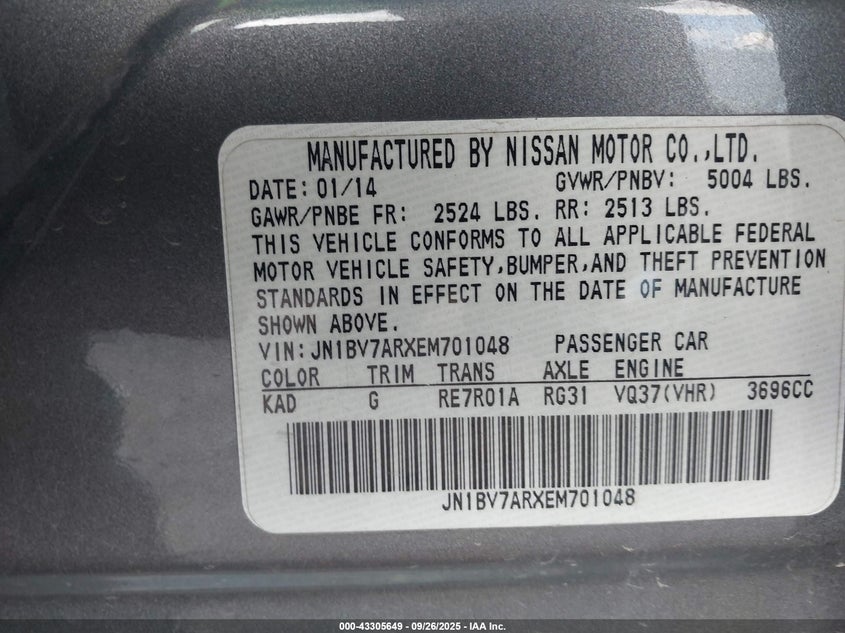 MANUFACTURED BY NISSAN MOTOR CO.,LTD.
DATE: 01/14 GVWR/PNBV: 5004 LBS.
GAWR/PNBE FR: 2524 LBS. RR: 2513 LBS.
THIS VEHICLE CONFORMS TO ALL APPLICABLE FEDERAL
MOTOR VEHICLE SAFETY,BUMPER,AND THEFT PREVENTION
STANDARDS IN EFFECT ON THE DATE OF MANUFACTURE
SHOWN ABOVE.
VIN: JN1BV7ARXEM701048 PASSENGER CAR
COLOR TRIM TRANS AXLE ENGINE
KAD G RE7R01A RG31 VQ37(VHR) 3696CC
JN1BV7ARXEM701048
000-43305649 - 09/26/2025 - IAA Inc.